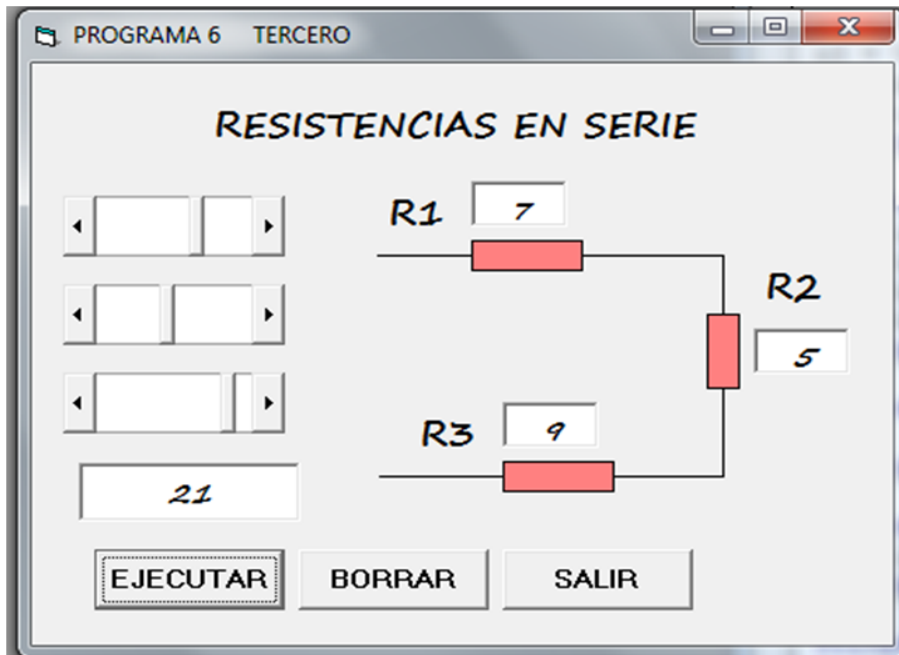 PROGRAMA 6 TERCERO
RESISTENCIAS EN SERIE
R1 7
R2
5
R3 9
21
EJECUTAR BORRAR SALIR